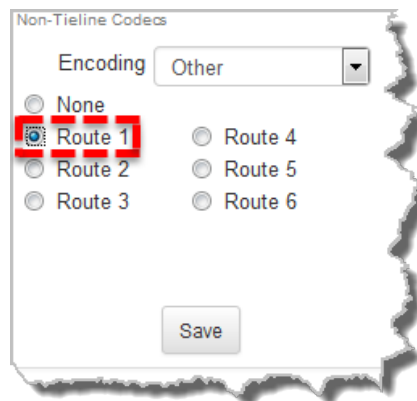 Non-Tieline Codecs
Encoding Other
None
Route 1 Route 4
Route 2 Route 5
Route 3 Route 6
Save